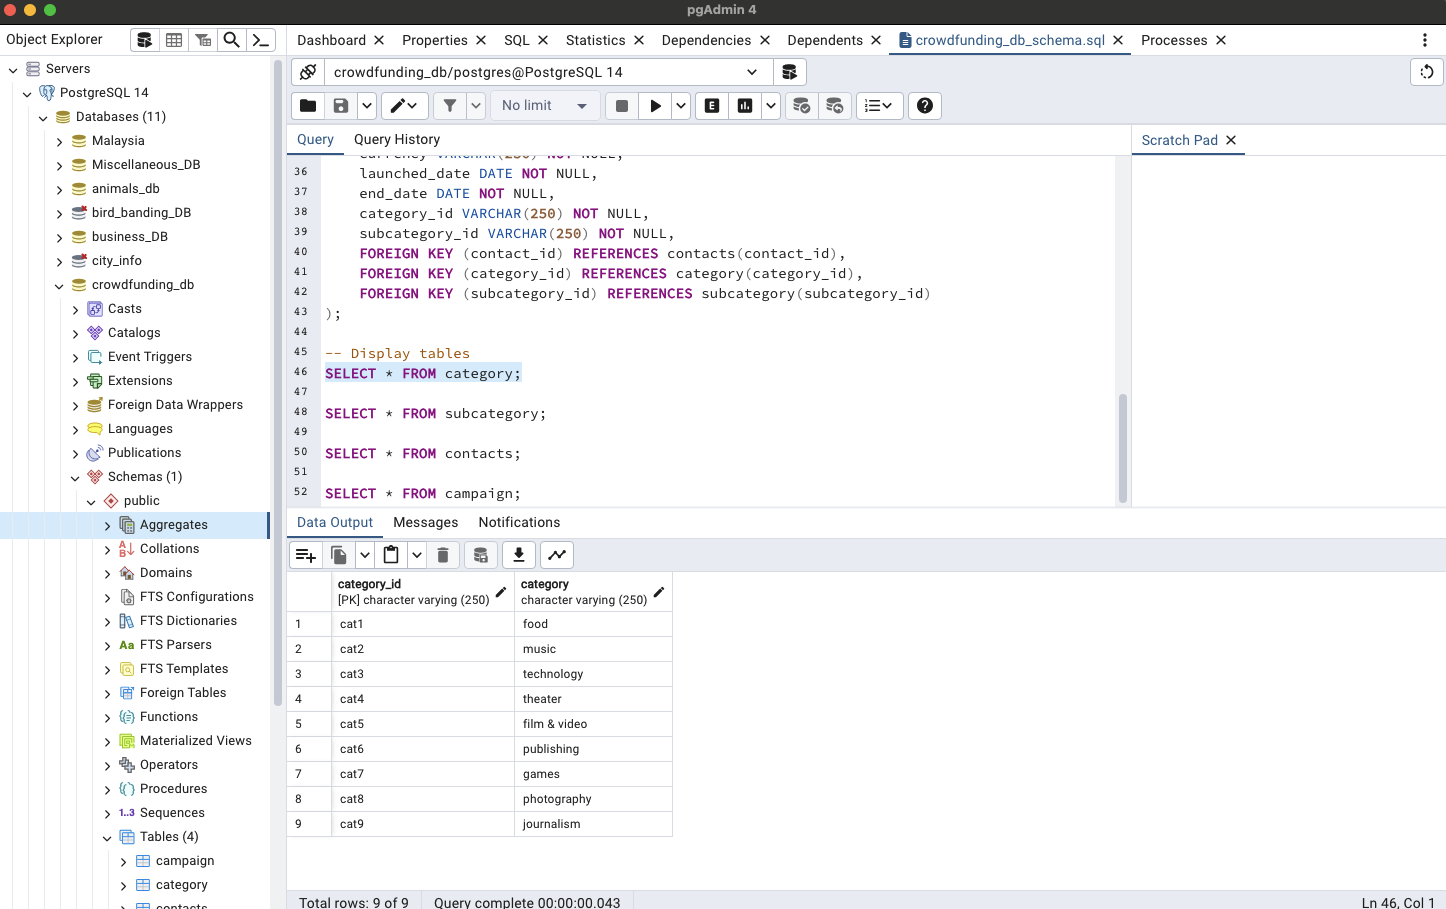 pgAdmin 4
Object Explorer
Dashboard
Properties
SQL
Statistics
Dependencies
Dependents
crowdfunding_db_schema.sql
Processes
Servers
PostgreSQL 14
Databases (11)
Malaysia
Miscellaneous_DB
animals_db
bird_banding_DB
business_DB
city_info
crowdfunding_db
Casts
Catalogs
Event Triggers
Extensions
Foreign Data Wrappers
Languages
Publications
Schemas (1)
public
Aggregates
Collations
Domains
FTS Configurations
FTS Dictionaries
Aa FTS Parsers
FTS Templates
Foreign Tables
Functions
Materialized Views
Operators
Procedures
1..3 Sequences
Tables (4)
campaign
category
contacts
crowdfunding_db/postgres@PostgreSQL 14
No limit
E
Query
Query History
Scratch Pad
currency VARCHAR(250) NOT NULL,
36 launched_date DATE NOT NULL,
37 end_date DATE NOT NULL,
38 category_id VARCHAR(250) NOT NULL,
39 subcategory_id VARCHAR(250) NOT NULL,
40 FOREIGN KEY (contact_id) REFERENCES contacts(contact_id),
41 FOREIGN KEY (category_id) REFERENCES category(category_id),
42 FOREIGN KEY (subcategory_id) REFERENCES subcategory(subcategory_id)
43 );
44
45 -- Display tables
46 SELECT * FROM category;
47
48 SELECT * FROM subcategory;
49
50 SELECT * FROM contacts;
51
52 SELECT * FROM campaign;
Data Output
Messages
Notifications
category_id
[PK] character varying (250)
category
character varying (250)
1 cat1 food
2 cat2 music
3 cat3 technology
4 cat4 theater
5 cat5 film & video
6 cat6 publishing
7 cat7 games
8 cat8 photography
9 cat9 journalism
Total rows: 9 of 9
Query complete 00:00:00.043
Ln 46, Col 1